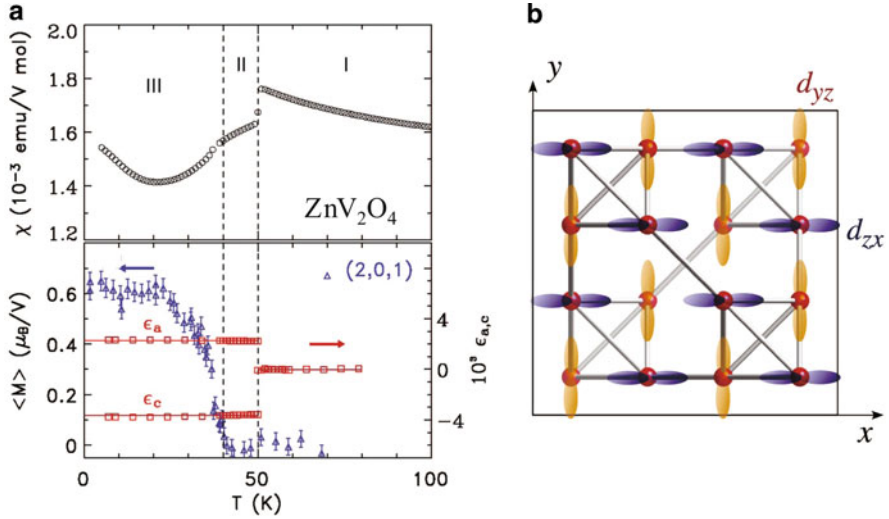 a
2.0
1.8
1.6
1.4
1.2
χ (10⁻³ emu/V mol)
III
II
I
ZnV₂O₄
0.6
0.4
0.2
0
<M> (μB/V)
(2,0,1)
εa
εc
4
0
−4
10³ εa,c
0
50
100
T (K)
b
y
dyz
dzx
x